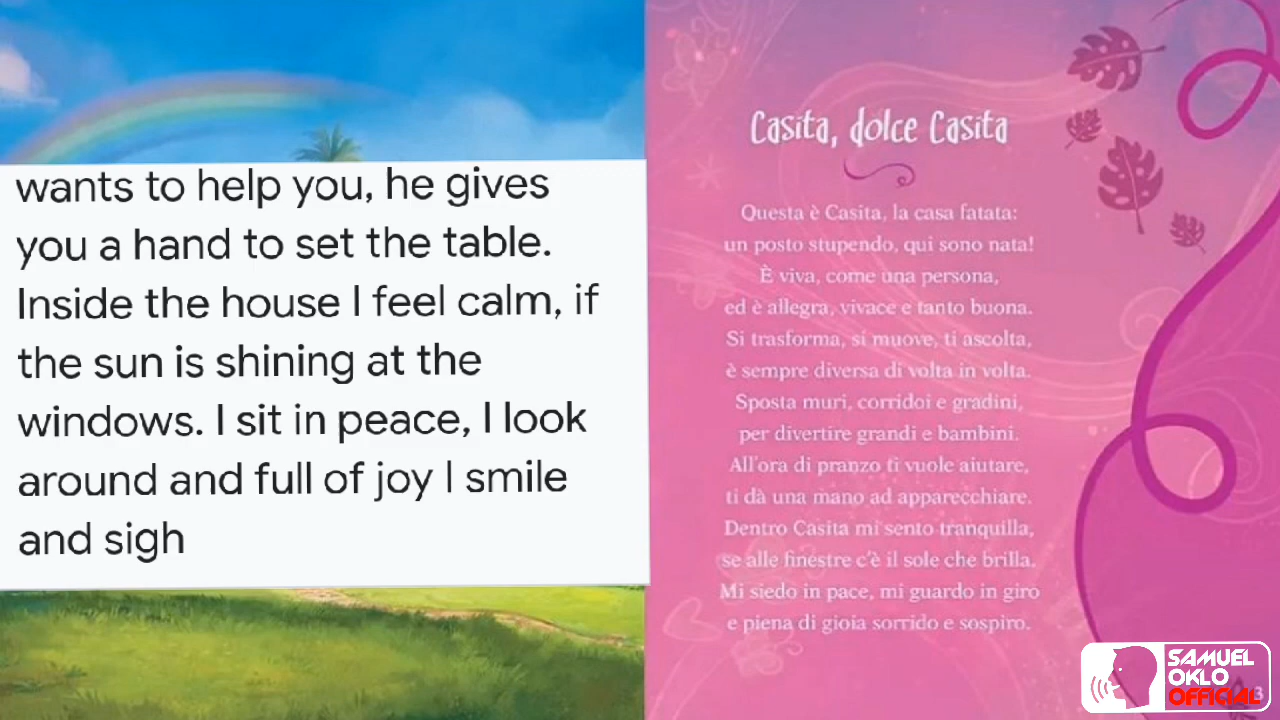 wants to help you, he gives
you a hand to set the table.
Inside the house I feel calm, if
the sun is shining at the
windows. I sit in peace, I look
around and full of joy I smile
and sigh
Casita, dolce Casita
Questa è Casita, la casa fatata:
un posto stupendo, qui sono nata!
È viva, come una persona,
ed è allegra, vivace e tanto buona.
Si trasforma, si muove, ti ascolta,
è sempre diversa di volta in volta.
Sposta muri, corridoi e gradini,
per divertire grandi e bambini.
All'ora di pranzo ti vuole aiutare,
ti dà una mano ad apparecchiare.
Dentro Casita mi sento tranquilla,
se alle finestre c'è il sole che brilla.
Mi siedo in pace, mi guardo in giro
e piena di gioia sorrido e sospiro.
SAMUEL
OKLO
OFFICIAL